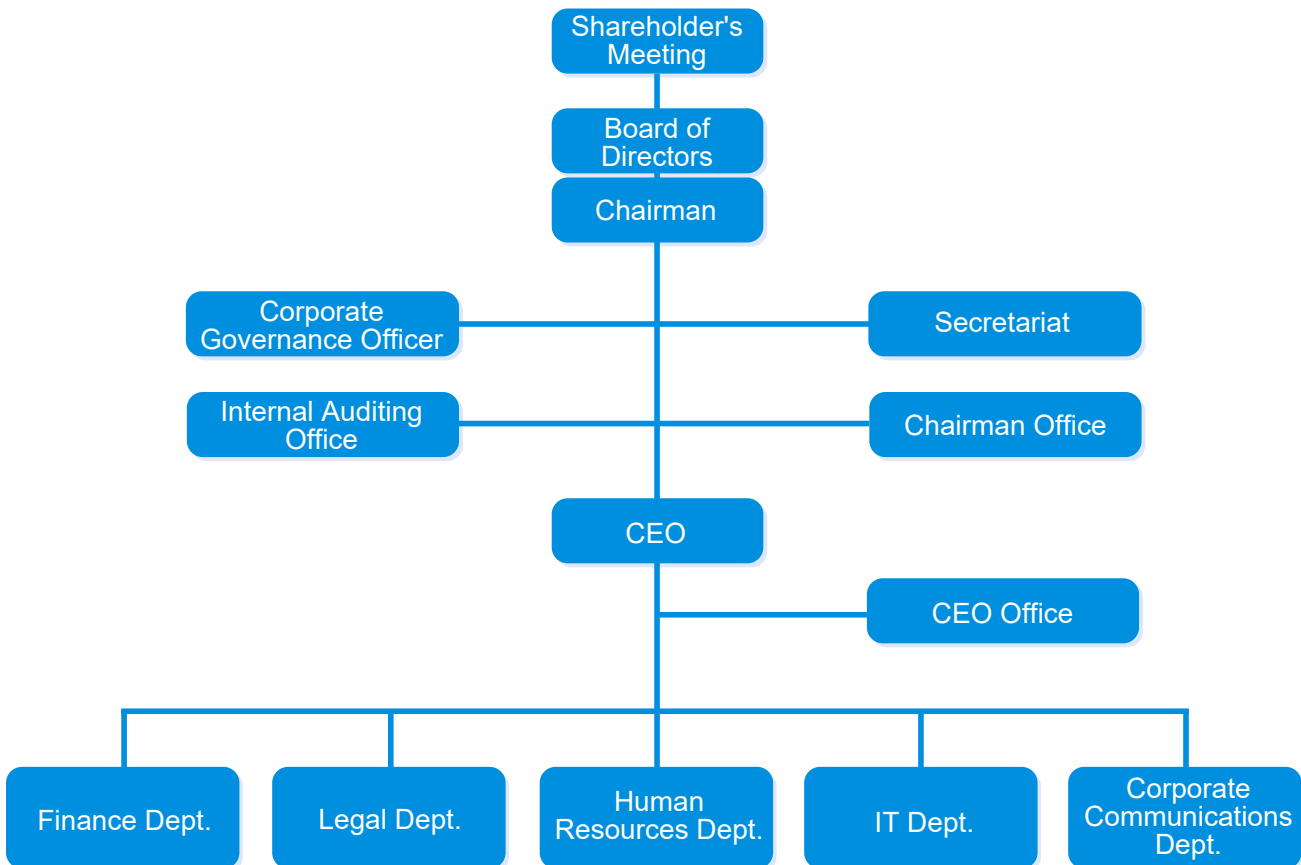 Shareholder's
Meeting
Board of
Directors
Chairman
Corporate
Governance Officer
Secretariat
Internal Auditing
Office
Chairman Office
CEO
CEO Office
Finance Dept.
Legal Dept.
Human
Resources Dept.
IT Dept.
Corporate
Communications
Dept.